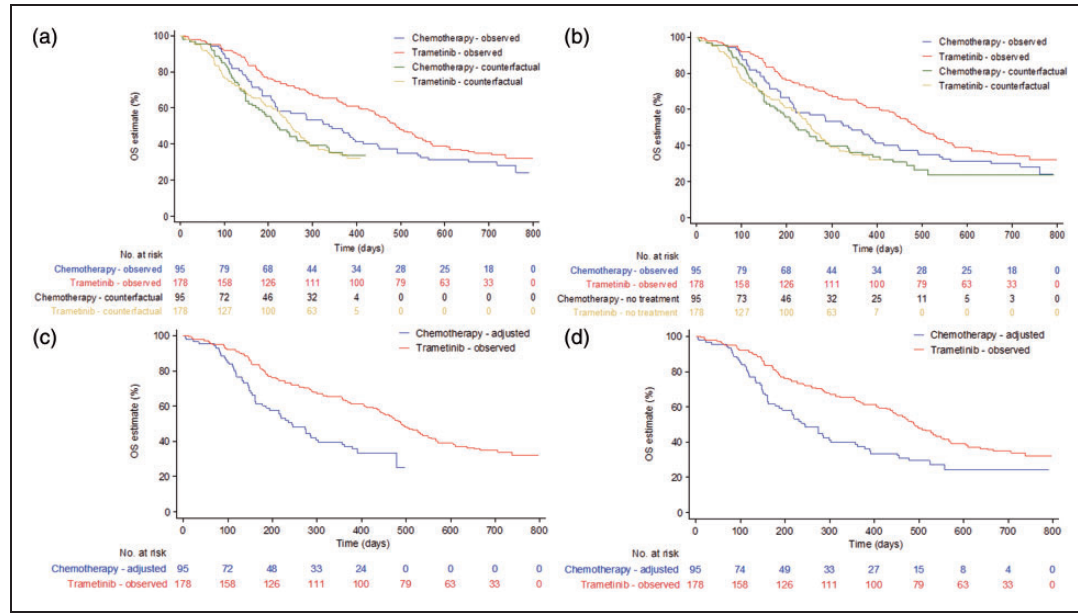 (a)
Chemotherapy - observed
Trametinib - observed
Chemotherapy - counterfactual
Trametinib - counterfactual
OS estimate (%)
100
80
60
40
20
0
0 100 200 300 400 500 600 700 800
Time (days)
No. at risk
Chemotherapy - observed 95 79 68 44 34 28 25 18 0
Trametinib - observed 178 158 126 111 100 79 63 33 0
Chemotherapy - counterfactual 95 72 46 32 4 0 0 0 0
Trametinib - counterfactual 178 127 100 63 5 0 0 0 0
(b)
Chemotherapy - observed
Trametinib - observed
Chemotherapy - counterfactual
Trametinib - counterfactual
OS estimate (%)
100
80
60
40
20
0
0 100 200 300 400 500 600 700 800
Time (days)
No. at risk
Chemotherapy - observed 95 79 68 44 34 28 25 18 0
Trametinib - observed 178 158 126 111 100 79 63 33 0
Chemotherapy - no treatment 95 73 46 32 25 11 5 3 0
Trametinib - no treatment 178 127 100 63 7 0 0 0 0
(c)
Chemotherapy - adjusted
Trametinib - observed
OS estimate (%)
100
80
60
40
20
0
0 100 200 300 400 500 600 700 800
Time (days)
No. at risk
Chemotherapy - adjusted 95 72 48 33 24 0 0 0 0
Trametinib - observed 178 158 126 111 100 79 63 33 0
(d)
Chemotherapy - adjusted
Trametinib - observed
OS estimate (%)
100
80
60
40
20
0
0 100 200 300 400 500 600 700 800
Time (days)
No. at risk
Chemotherapy - adjusted 95 74 49 33 27 15 8 4 0
Trametinib - observed 178 158 126 111 100 79 63 33 0